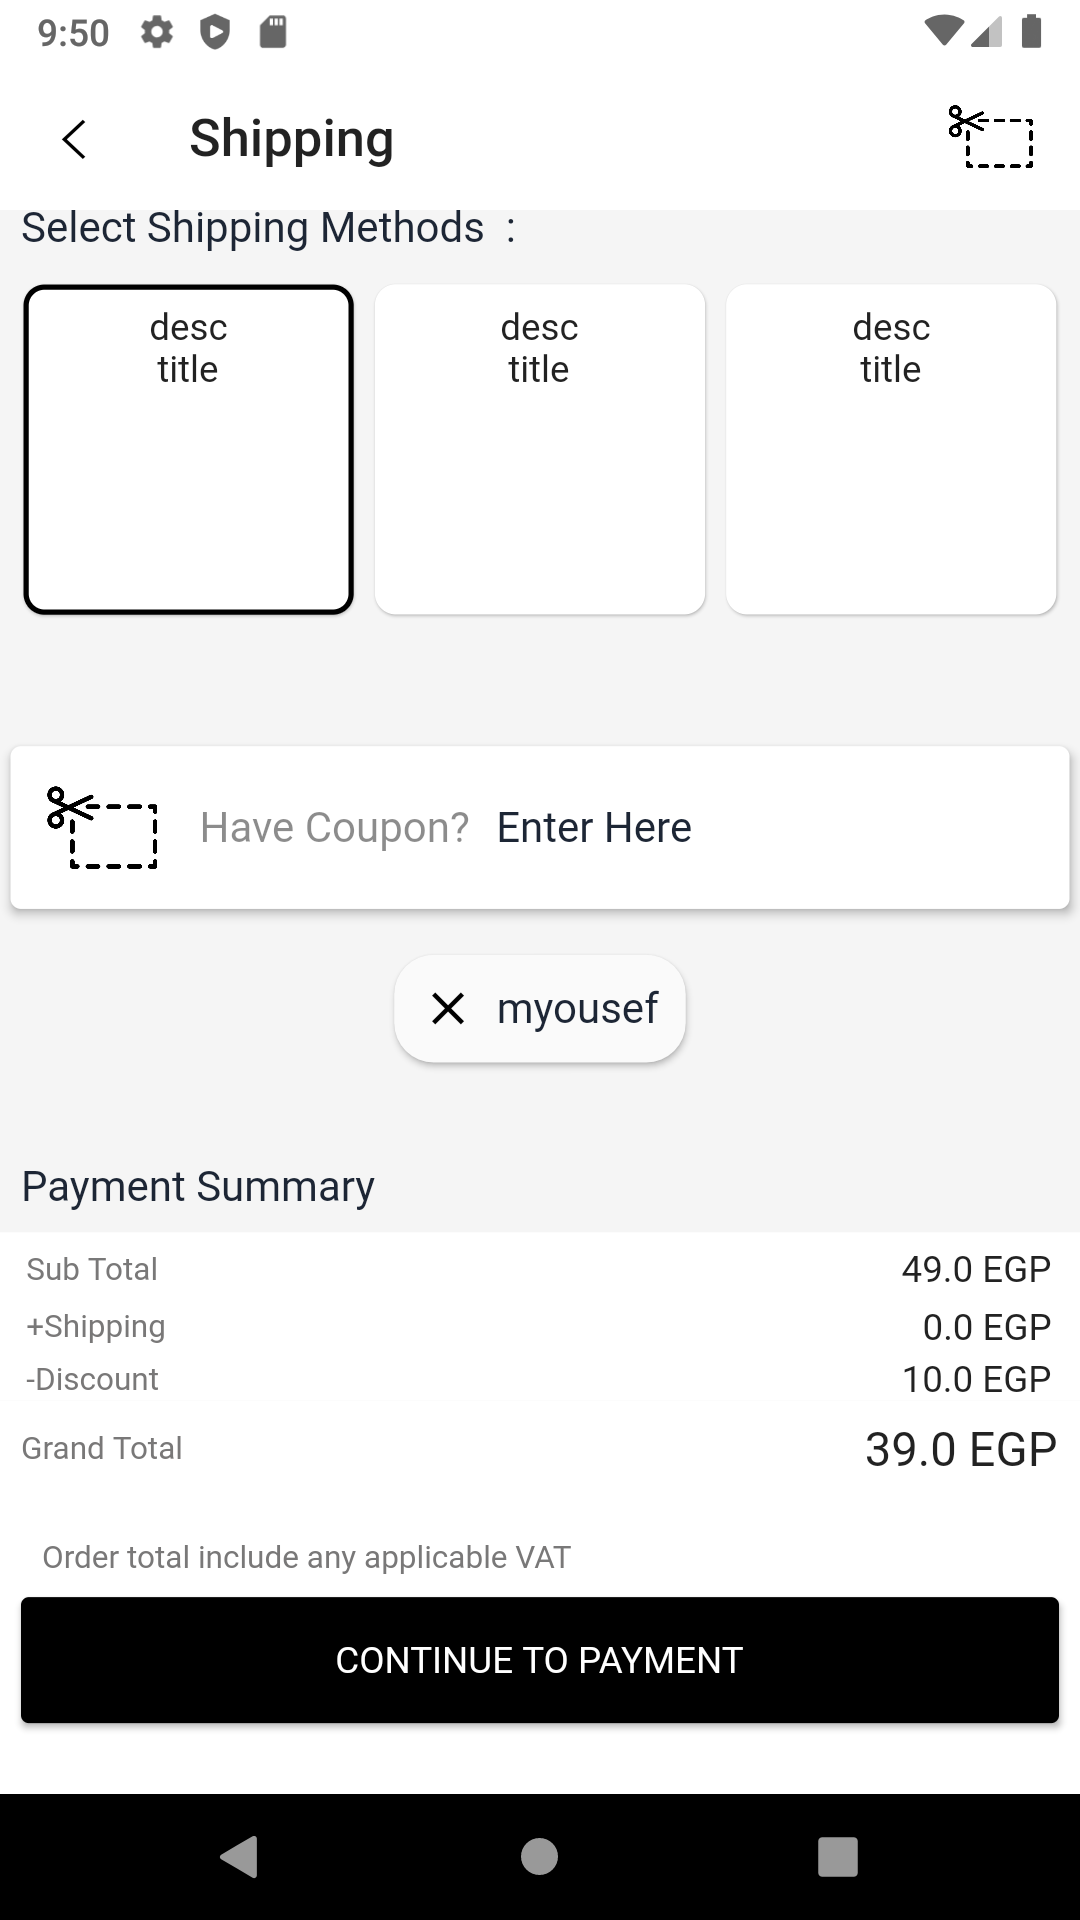 9:50
Shipping
Select Shipping Methods :
desc
title
desc
title
desc
title
Have Coupon? Enter Here
myousef
Payment Summary
Sub Total 49.0 EGP
+Shipping 0.0 EGP
-Discount 10.0 EGP
Grand Total 39.0 EGP
Order total include any applicable VAT
CONTINUE TO PAYMENT